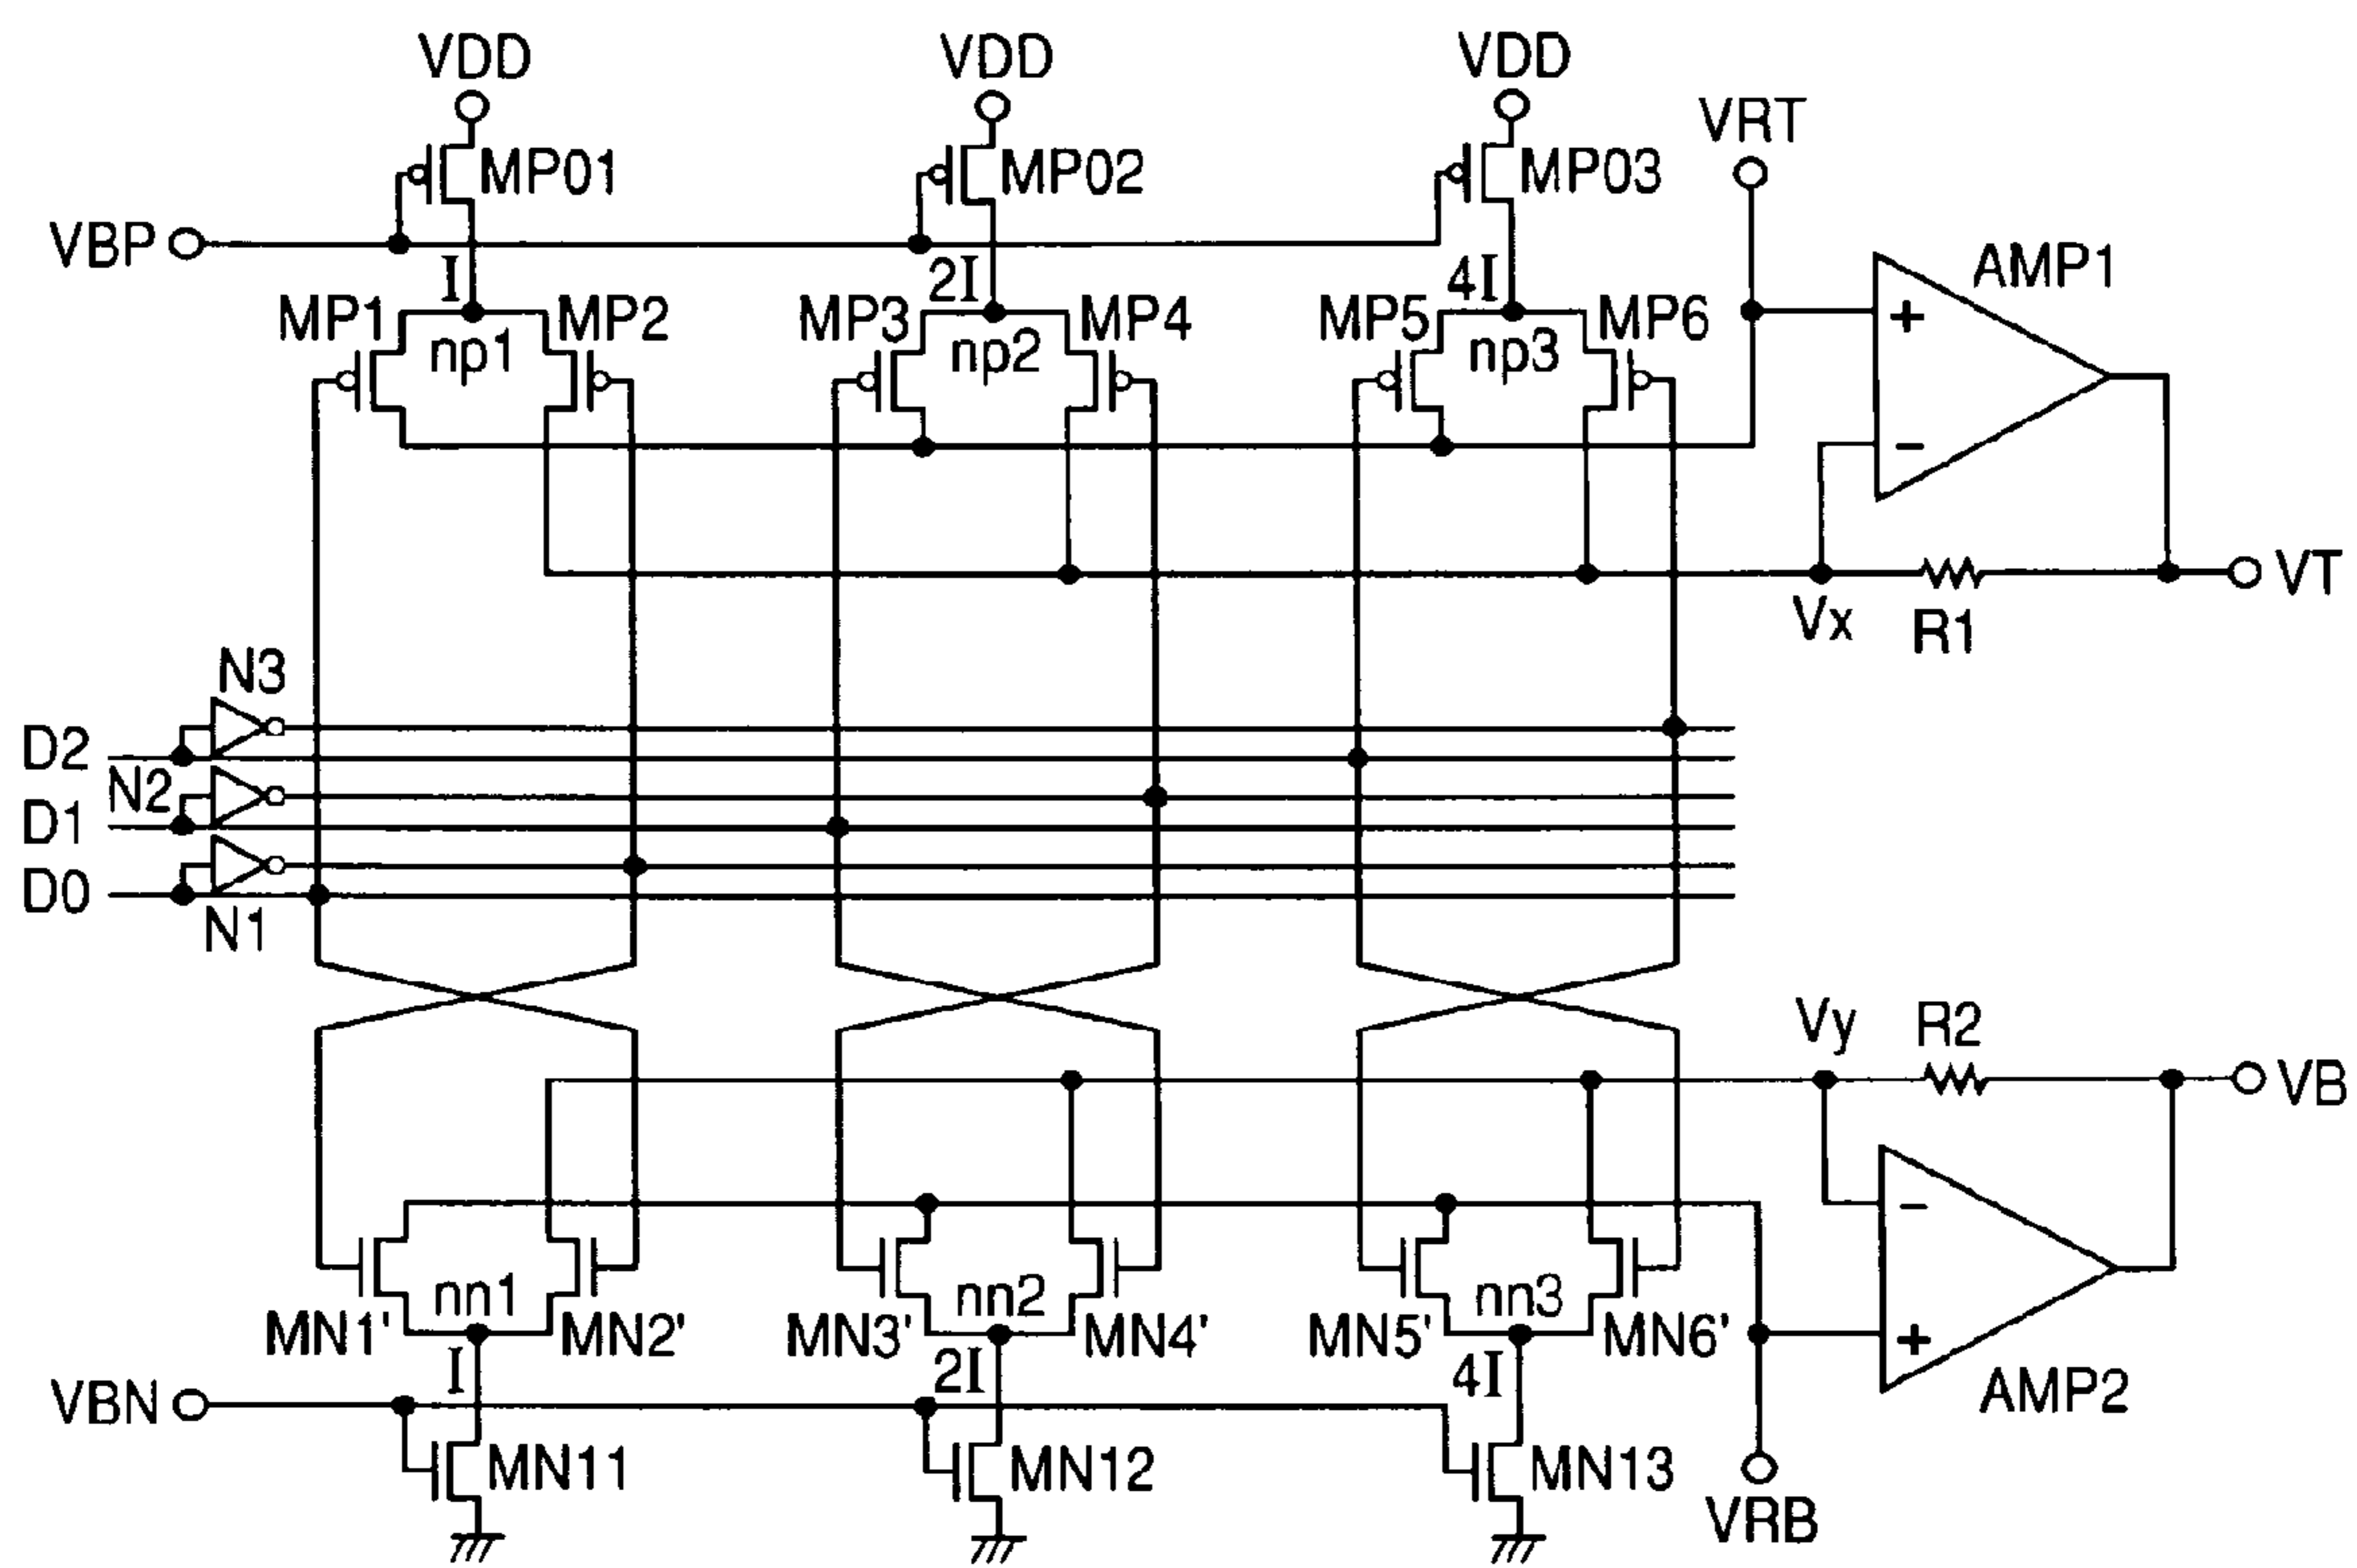 VDD VDD VDD
VRT
MP01 MP02 MP03
VBP
I 2I 4I
AMP1
MP1 MP2 MP3 MP4 MP5 MP6
+
np1 np2 np3
-
VT
Vx R1
N3
D2
N2
D1
D0
N1
Vy R2
VB
-
nn1 nn2 nn3
MN1' MN2' MN3' MN4' MN5' MN6'
+
I 2I 4I
AMP2
VBN
MN11 MN12 MN13
VRB